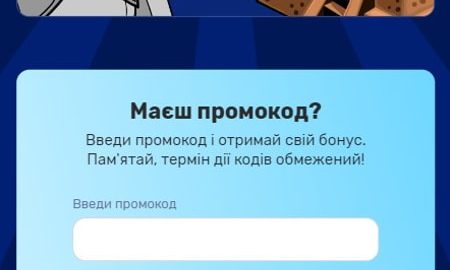 Маєш промокод?
Введи промокод і отримай свій бонус.
Пам'ятай, термін дії кодів обмежений!
Введи промокод